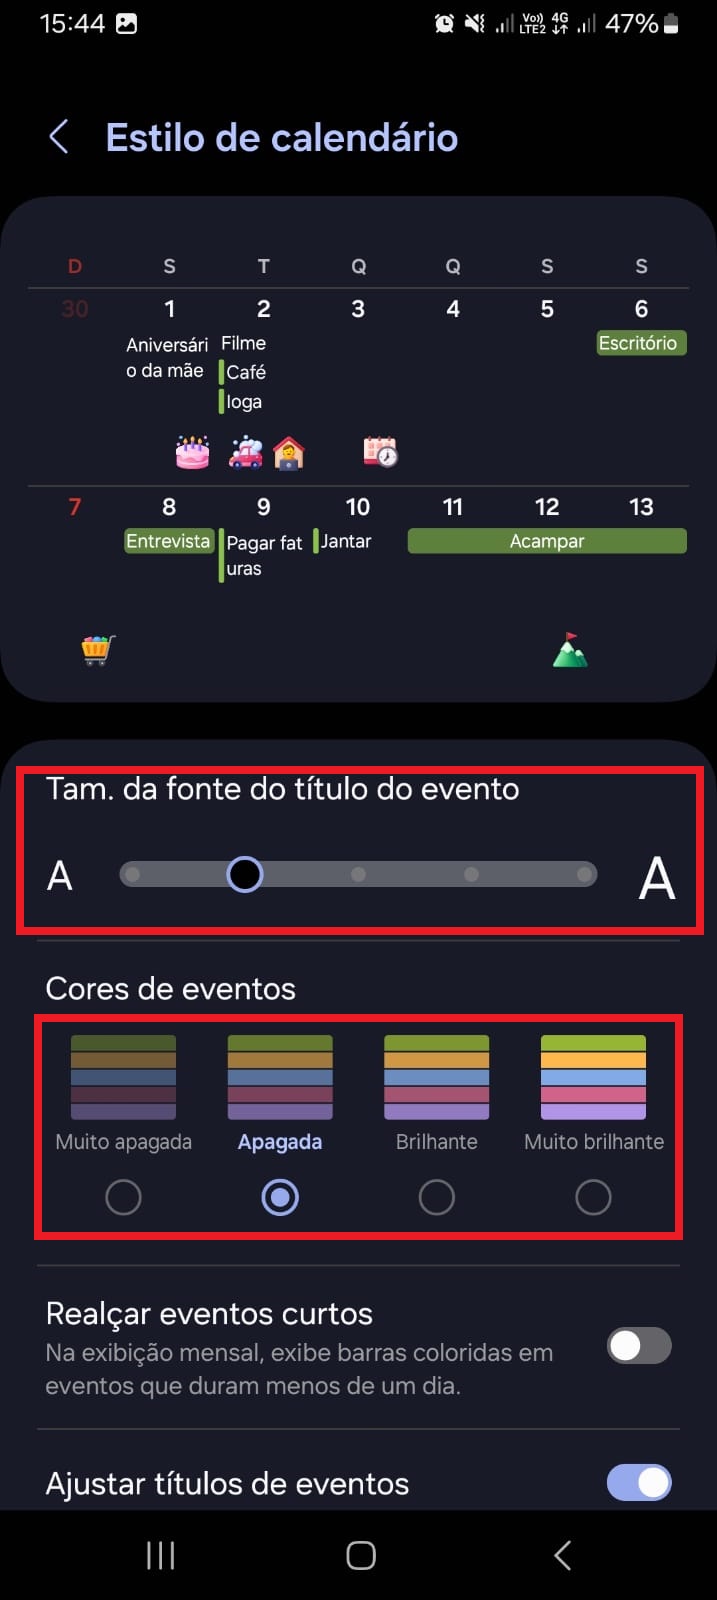 15:44 Vo)) LTE2 4G 47%
Estilo de calendário
D S T Q Q S S
30 1 2 3 4 5 6
Aniversári Filme Escritório
o da mãe Café
Ioga
7 8 9 10 11 12 13
Entrevista Pagar fat Jantar Acampar
uras
Tam. da fonte do título do evento
A A
Cores de eventos
Muito apagada Apagada Brilhante Muito brilhante
Realçar eventos curtos
Na exibição mensal, exibe barras coloridas em
eventos que duram menos de um dia.
Ajustar títulos de eventos